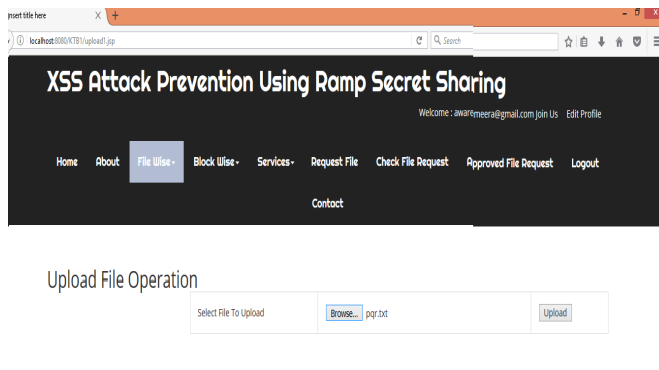 nsert title here
localhost:8080/KTB1/upload1.jsp
Search
XSS Attack Prevention Using Ramp Secret Sharing
Welcome : awaremeera@gmail.com Join Us Edit Profile
Home About File Wise Block Wise Services Request File Check File Request Approved File Request Logout
Contact
Upload File Operation
Select File To Upload Browse... pqr.txt Upload